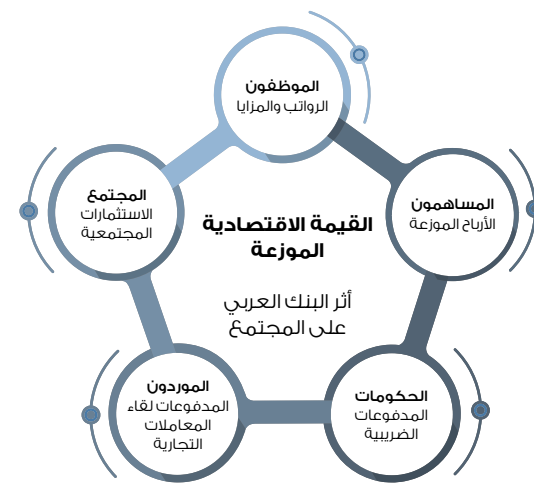 الموظفون
الرواتب والمزايا
المساهمون
الأرباح الموزعة
الحكومات
المدفوعات
الضريبية
الموردون
المدفوعات لقاء
المعاملات
التجارية
المجتمع
الاستثمارات
المجتمعية
القيمة الاقتصادية
الموزعة
أثر البنك العربي
على المجتمع